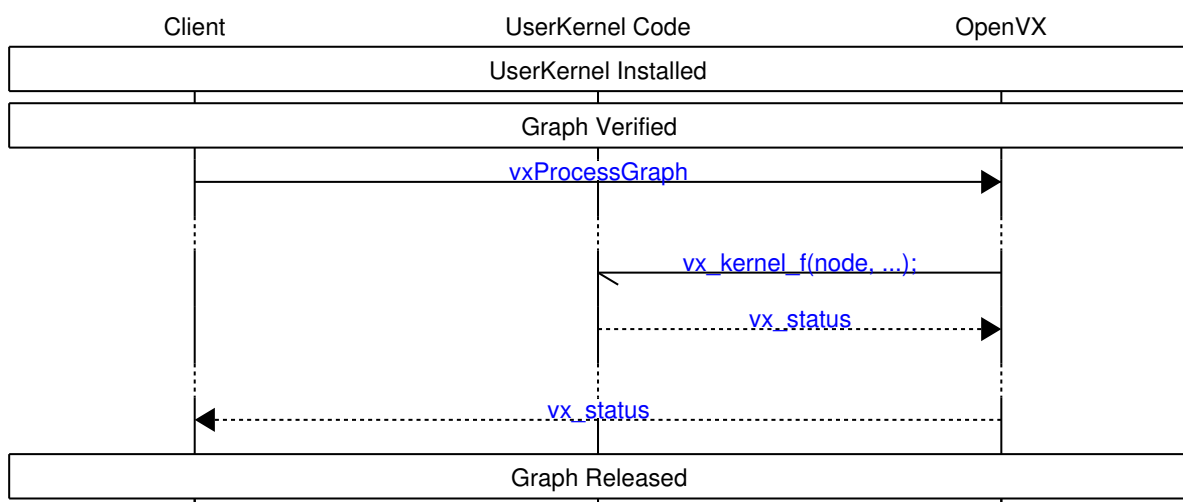 Client UserKernel Code OpenVX
UserKernel Installed
Graph Verified
vxProcessGraph
vx_kernel_f(node, ...);
vx_status
vx_status
Graph Released